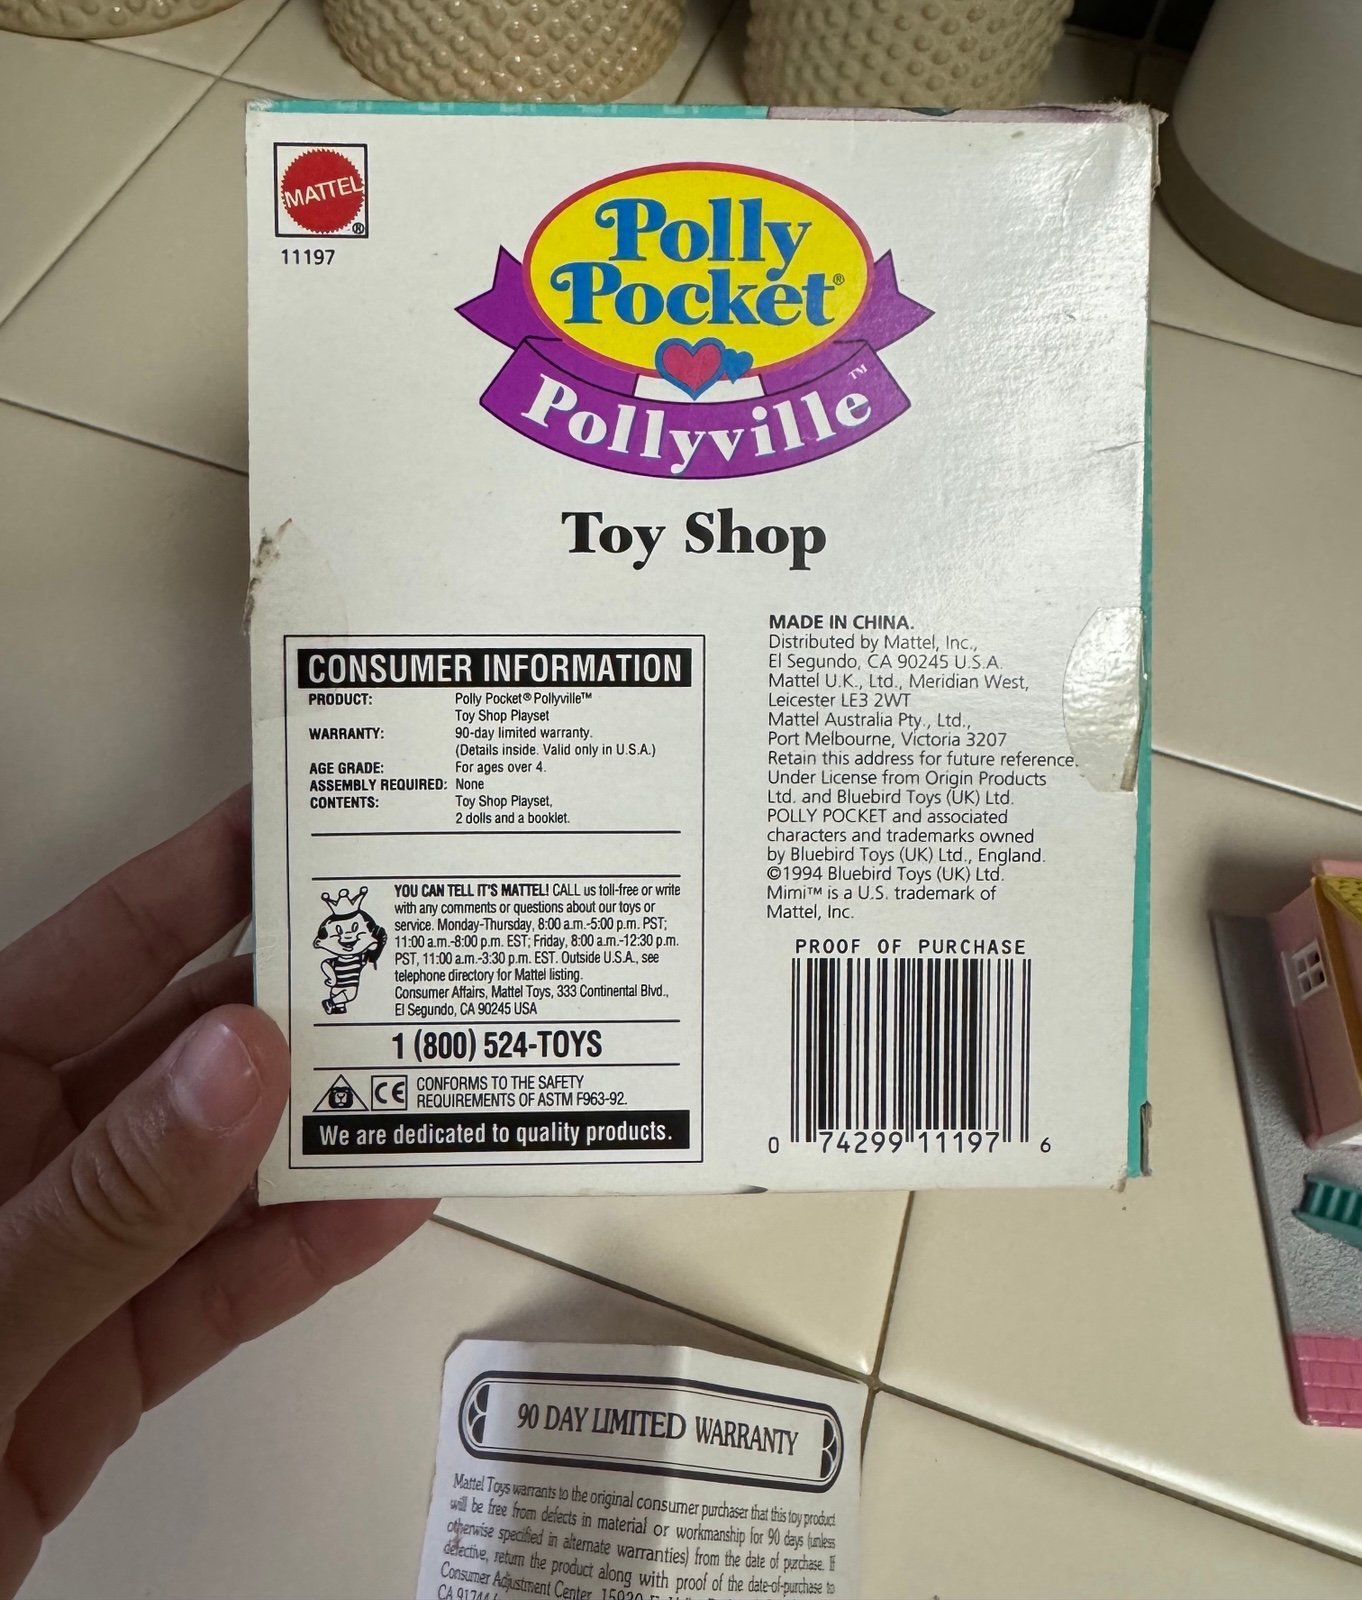 MATTEL®
11197
Polly
Pocket®
Pollyville™
Toy Shop
CONSUMER INFORMATION
PRODUCT: Polly Pocket® Pollyville™
Toy Shop Playset
WARRANTY: 90-day limited warranty.
(Details inside. Valid only in U.S.A.)
AGE GRADE: For ages over 4.
ASSEMBLY REQUIRED: None
CONTENTS: Toy Shop Playset,
2 dolls and a booklet.
YOU CAN TELL IT'S MATTEL! CALL us toll-free or write
with any comments or questions about our toys or
service. Monday-Thursday, 8:00 a.m.-5:00 p.m. PST;
11:00 a.m.-8:00 p.m. EST; Friday, 8:00 a.m.-12:30 p.m.
PST, 11:00 a.m.-3:30 p.m. EST. Outside U.S.A., see
telephone directory for Mattel listing.
Consumer Affairs, Mattel Toys, 333 Continental Blvd.,
El Segundo, CA 90245 USA
1 (800) 524-TOYS
CE CONFORMS TO THE SAFETY
REQUIREMENTS OF ASTM F963-92.
We are dedicated to quality products.
MADE IN CHINA.
Distributed by Mattel, Inc.,
El Segundo, CA 90245 U.S.A.
Mattel U.K., Ltd., Meridian West,
Leicester LE3 2WT
Mattel Australia Pty., Ltd.,
Port Melbourne, Victoria 3207
Retain this address for future reference.
Under License from Origin Products
Ltd. and Bluebird Toys (UK) Ltd.
POLLY POCKET and associated
characters and trademarks owned
by Bluebird Toys (UK) Ltd., England.
©1994 Bluebird Toys (UK) Ltd.
Mimi™ is a U.S. trademark of
Mattel, Inc.
PROOF OF PURCHASE
0 74299 11197 6
90 DAY LIMITED WARRANTY
Mattel Toys warrants to the original consumer purchaser that this toy product
will be free from defects in material or workmanship for 90 days (unless
otherwise specified in alternate warranties) from the date of purchase. If
defective, return the product along with proof of the date-of-purchase to
Consumer Adjustment Center, 15930 E.
CA 91744